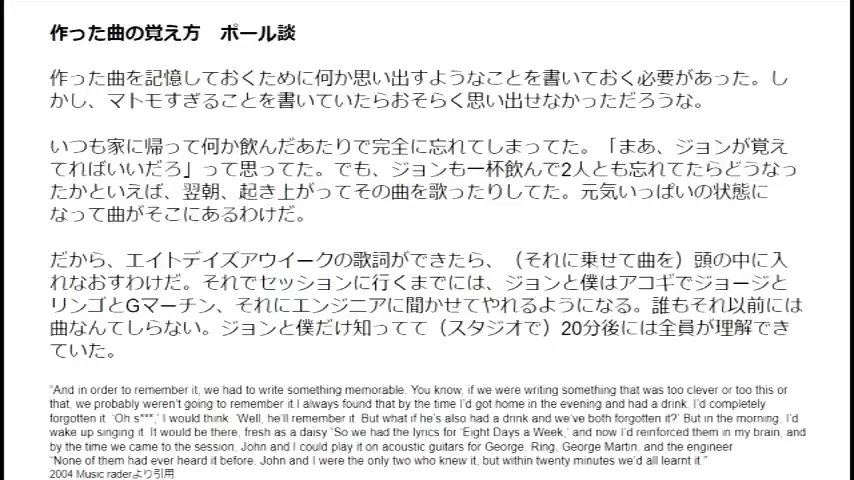 作った曲の覚え方　ポール談
作った曲を記憶しておくために何か思い出すようなことを書いておく必要があった。し
かし、マトモすぎることを書いていたらおそらく思い出せなかっただろうな。
いつも家に帰って何か飲んだあたりで完全に忘れてしまってた。「まあ、ジョンが覚え
てればいいだろ」って思ってた。でも、ジョンも一杯飲んで2人とも忘れてたらどうなっ
たかといえば、翌朝、起き上がってその曲を歌ったりしてた。元気いっぱいの状態に
なって曲がそこにあるわけだ。
だから、エイトデイズアウイークの歌詞ができたら、（それに乗せて曲を）頭の中に入
れなおすわけだ。それでセッションに行くまでには、ジョンと僕はアコギでジョージと
リンゴとGマーチン、それにエンジニアに聞かせてやれるようになる。誰もそれ以前には
曲なんてしらない。ジョンと僕だけ知ってて（スタジオで）20分後には全員が理解でき
ていた。
“And in order to remember it, we had to write something memorable. You know, if we were writing something that was too clever or too this or
that, we probably weren’t going to remember it.I always found that by the time I’d got home in the evening and had a drink, I’d completely
forgotten it. ‘Oh s***,’ I would think. ‘Well, he’ll remember it. But what if he’s also had a drink and we’ve both forgotten it?’ But in the morning, I’d
wake up singing it. It would be there, fresh as a daisy.”So we had the lyrics for ‘Eight Days a Week,’ and now I’d reinforced them in my brain, and
by the time we came to the session, John and I could play it on acoustic guitars for George, Ring, George Martin, and the engineer
“None of them had ever heard it before. John and I were the only two who knew it, but within twenty minutes we’d all learnt it.”
2004 Music raderより引用